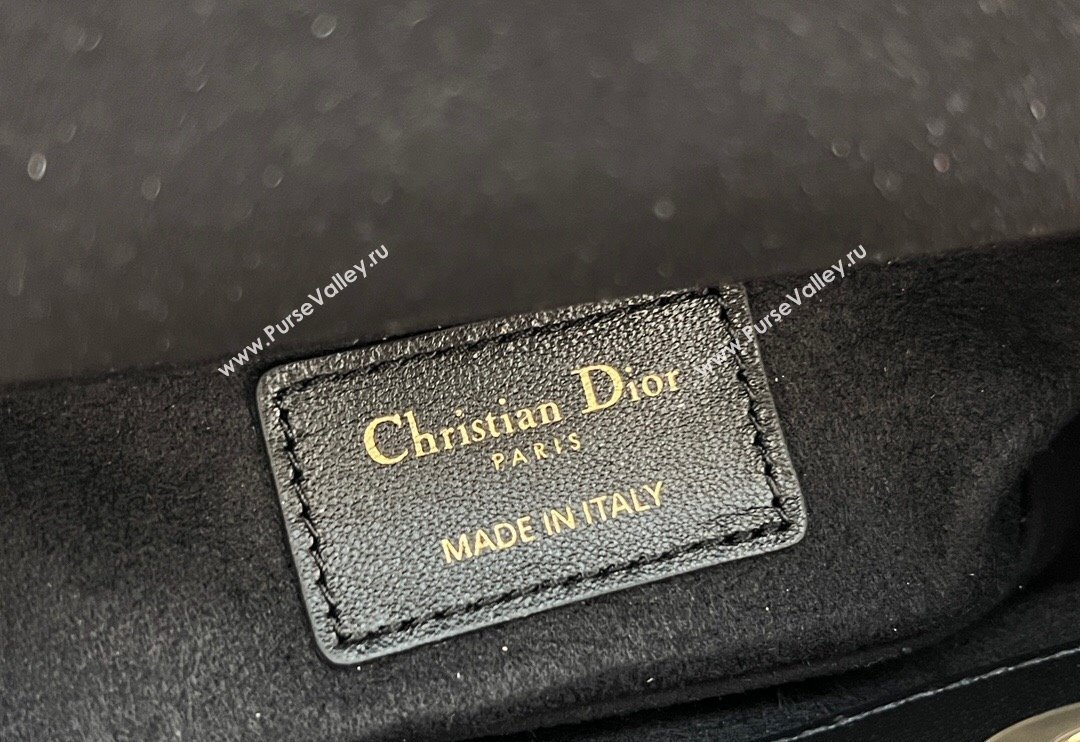 www.PurseValley.ru
www.PurseValley.ru
Christian Dior
PARIS
MADE IN ITALY